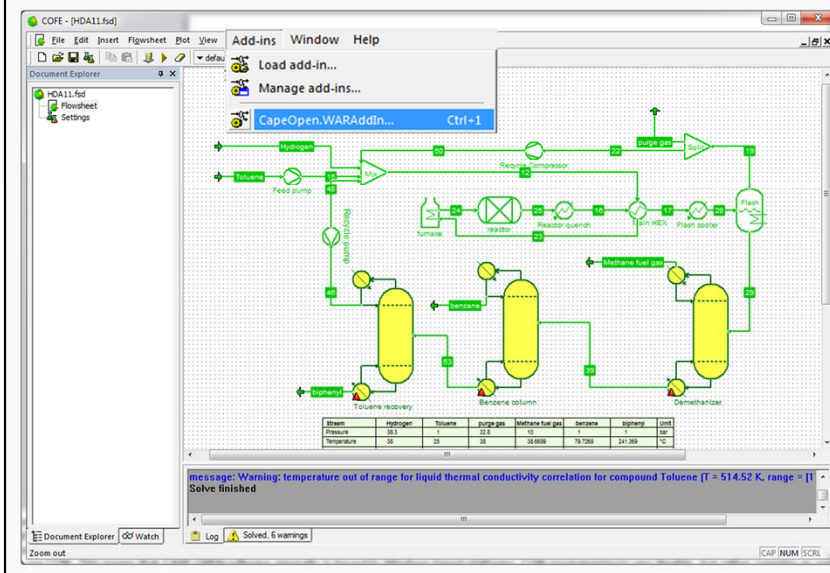 COFE - [HDA11.fsd]
File Edit Insert Flowsheet Plot View Add-ins Window Help
defau
Load add-in...
Manage add-ins...
CapeOpen.WARAddIn... Ctrl+1
Document Explorer
HDA11.fsd
Flowsheet
Settings
Hydrogen
50
Recycle Compressor
22
purge gas
Split
19
Toluene
Feed pump
15
48
Mix
12
Recycle pump
furnace
24
reactor
25
Reactor quench
16
Main HEX
17
Flash cooler
28
Flash
23
46
benzene
Methane fuel gas
29
53
39
biphenyl
Toluene recovery
Benzene column
Demethanizer
Stream Hydrogen Toluene purge gas Methane fuel gas benzene biphenyl Unit
Pressure 38.3 1 32.8 10 1 1 bar
Temperature 38 25 38 38.6689 79.7269 241.369 °C
message: Warning: temperature out of range for liquid thermal conductivity correlation for compound Toluene (T = 514.52 K, range = [1
Solve finished
Document Explorer Watch
Log Solved, 6 warnings
Zoom out
CAP NUM SCRL